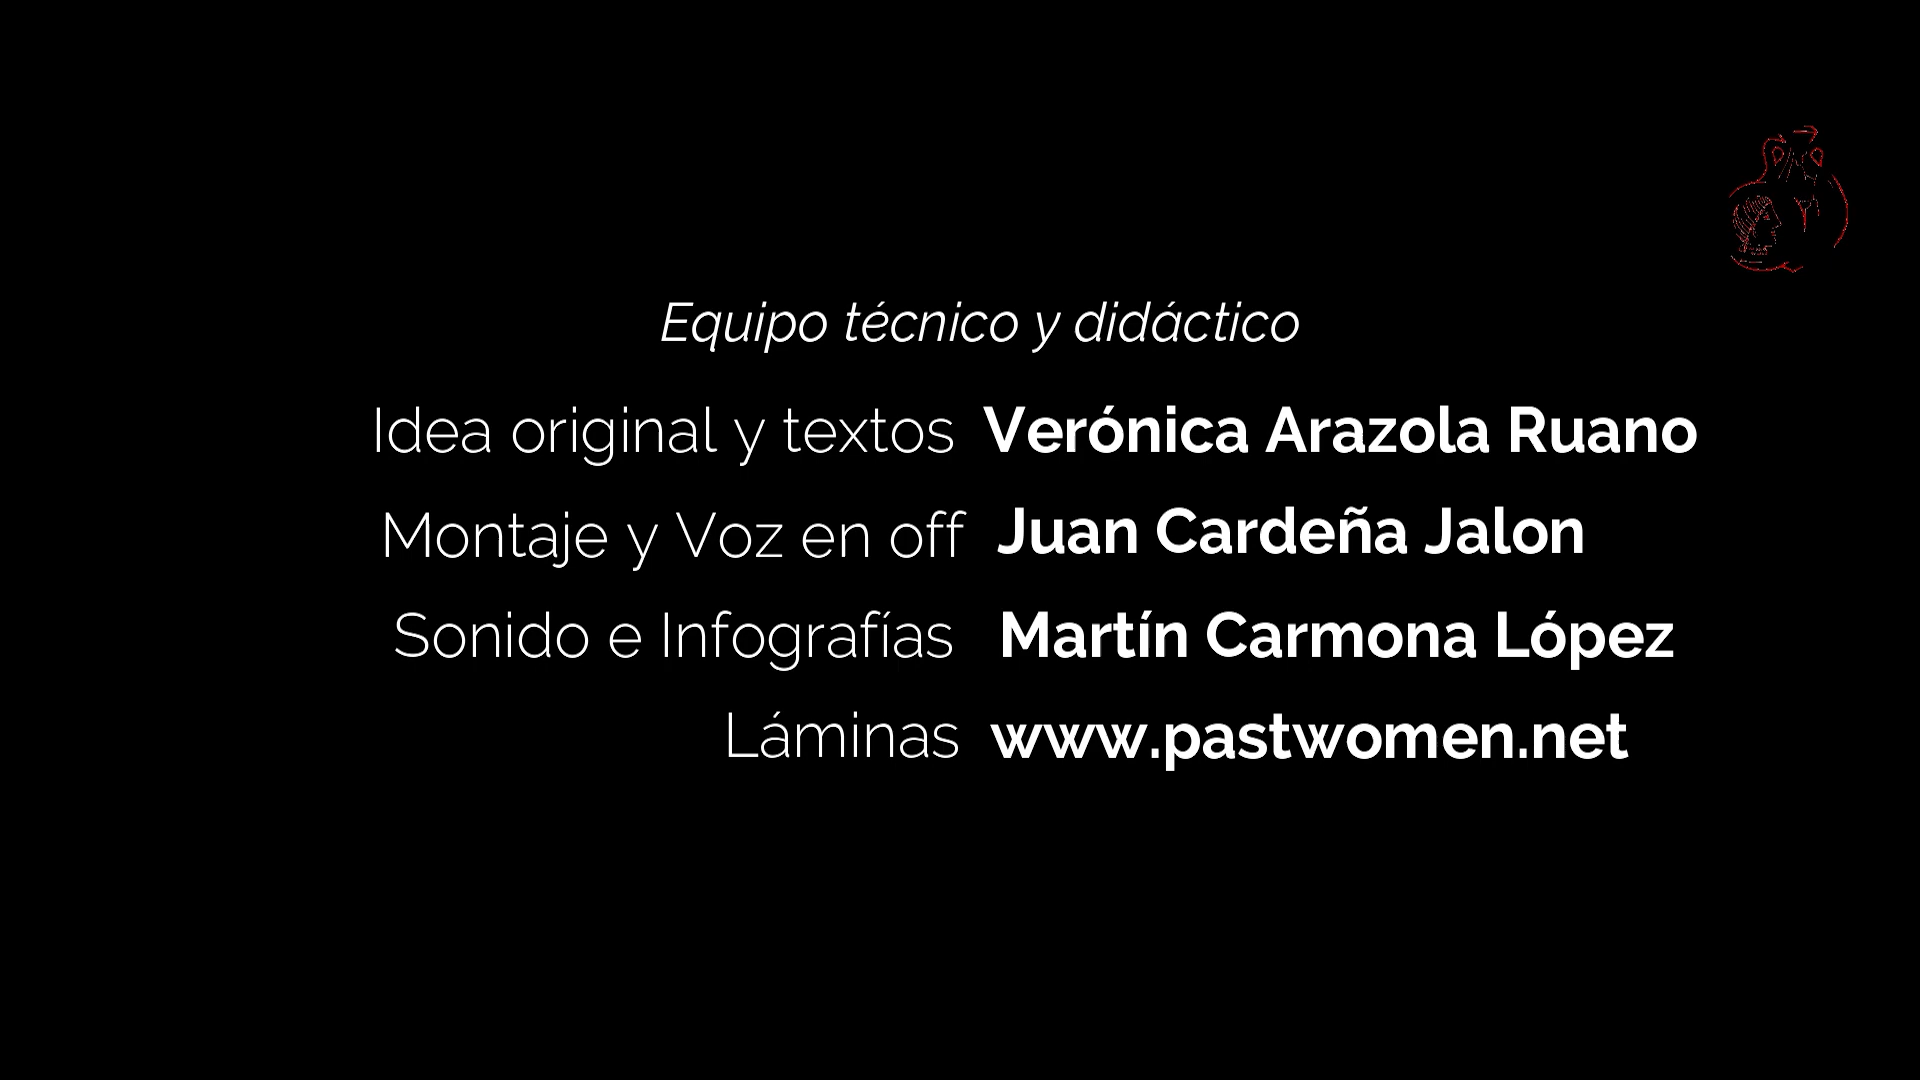 Equipo técnico y didáctico
Idea original y textos Verónica Arazola Ruano
Montaje y Voz en off Juan Cardeña Jalon
Sonido e Infografías Martín Carmona López
Láminas www.pastwomen.net